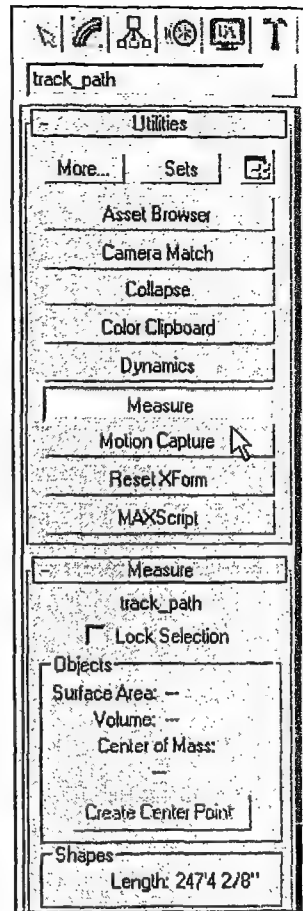 track_path
Utilities
More... Sets
Asset Browser
Camera Match
Collapse
Color Clipboard
Dynamics
Measure
Motion Capture
Reset XForm
MAXScript
Measure
track_path
Lock Selection
Objects
Surface Area: --
Volume: --
Center of Mass:
--
Create Center Point
Shapes
Length: 247'4 2/8"